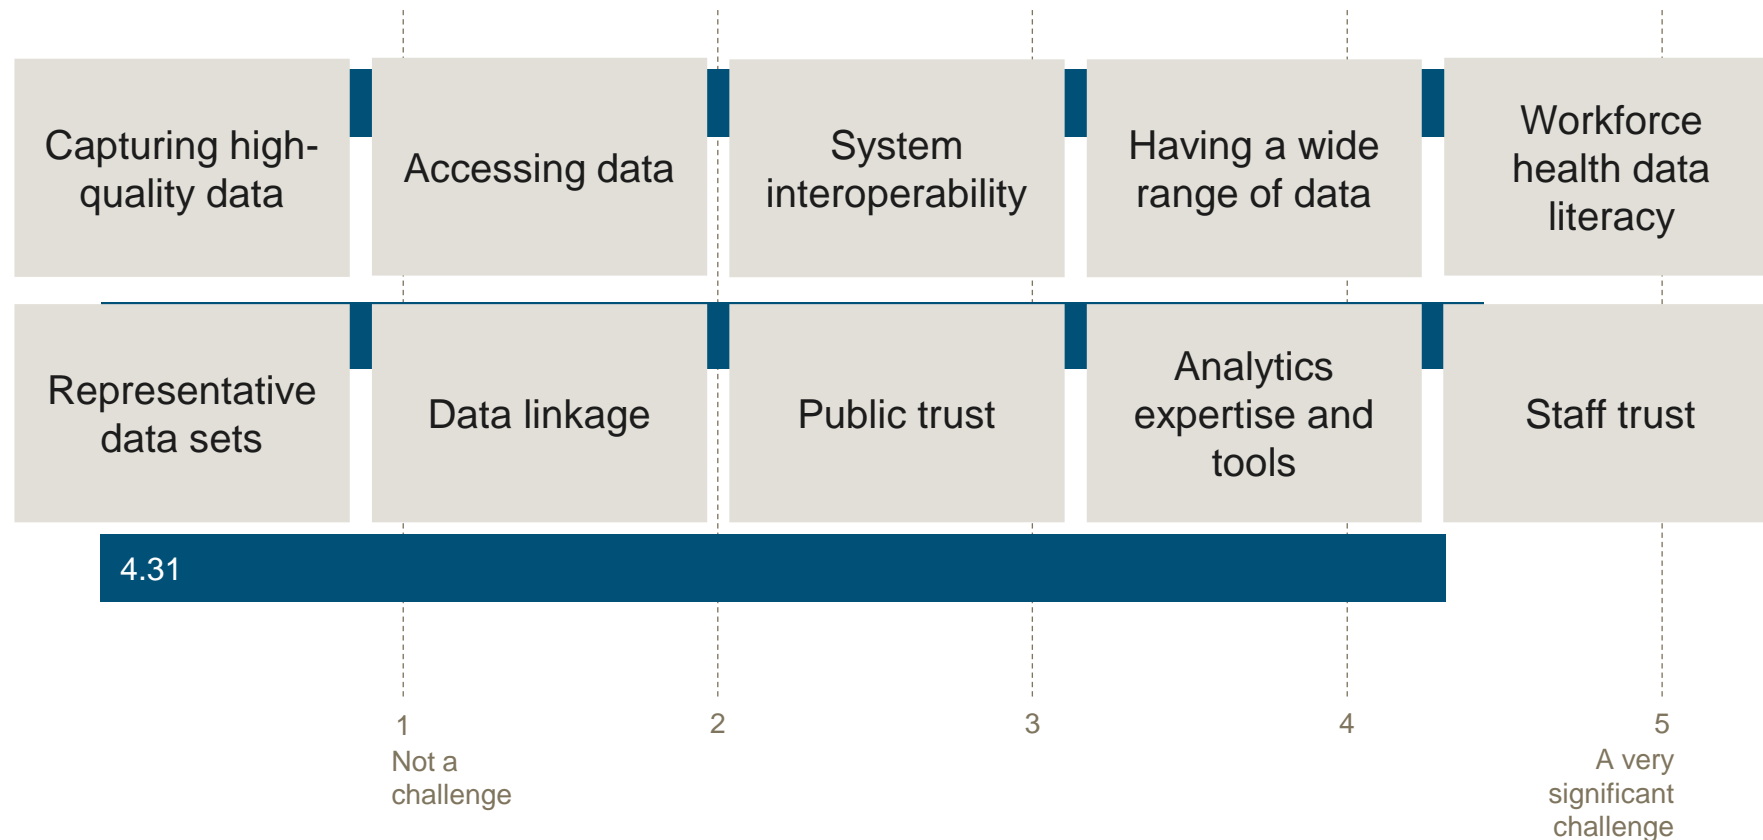 Capturing high-
quality data
Accessing data
System
interoperability
Having a wide
range of data
Workforce
health data
literacy
Representative
data sets
Data linkage
Public trust
Analytics
expertise and
tools
Staff trust
4.31
1
Not a
challenge
2
3
4
5
A very
significant
challenge